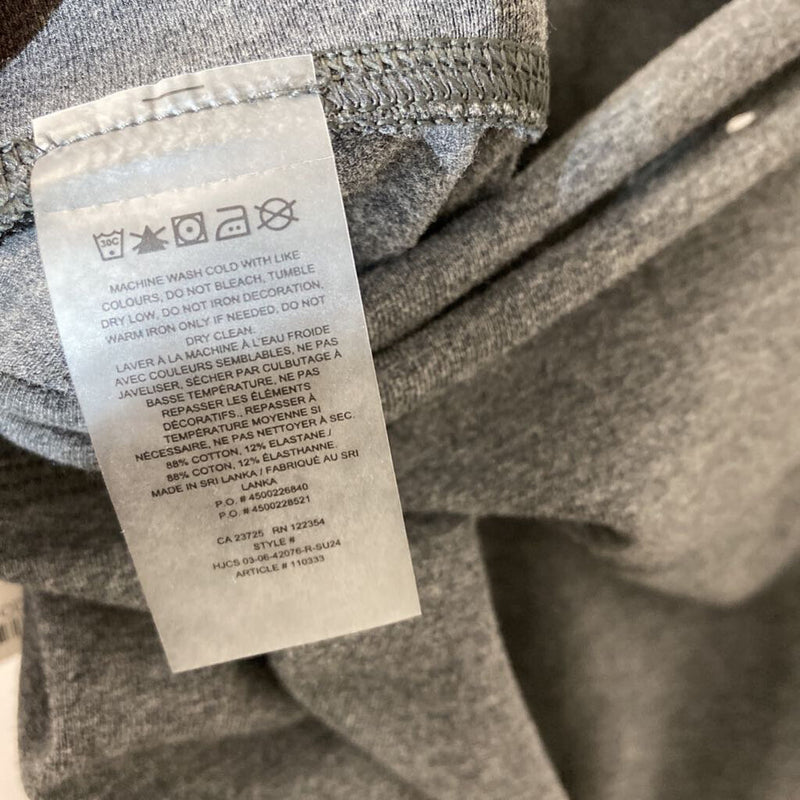 30C
MACHINE WASH COLD WITH LIKE
COLOURS, DO NOT BLEACH, TUMBLE
DRY LOW, DO NOT IRON DECORATION,
WARM IRON ONLY IF NEEDED, DO NOT
DRY CLEAN.
LAVER À LA MACHINE À L'EAU FROIDE
AVEC COULEURS SEMBLABLES, NE PAS
JAVELISER, SÉCHER PAR CULBUTAGE À
BASSE TEMPÉRATURE, NE PAS
REPASSER LES ÉLÉMENTS
DÉCORATIFS., REPASSER À
TEMPÉRATURE MOYENNE SI
NÉCESSAIRE, NE PAS NETTOYER À SEC.
88% COTTON, 12% ELASTANE /
88% COTON, 12% ÉLASTHANNE.
MADE IN SRI LANKA / FABRIQUÉ AU SRI
LANKA
P.O. # 4500226840
P.O. # 4500228521
CA 23725 RN 122354
STYLE #
HJCS 03-06-42076-R-SU24
ARTICLE # 110333